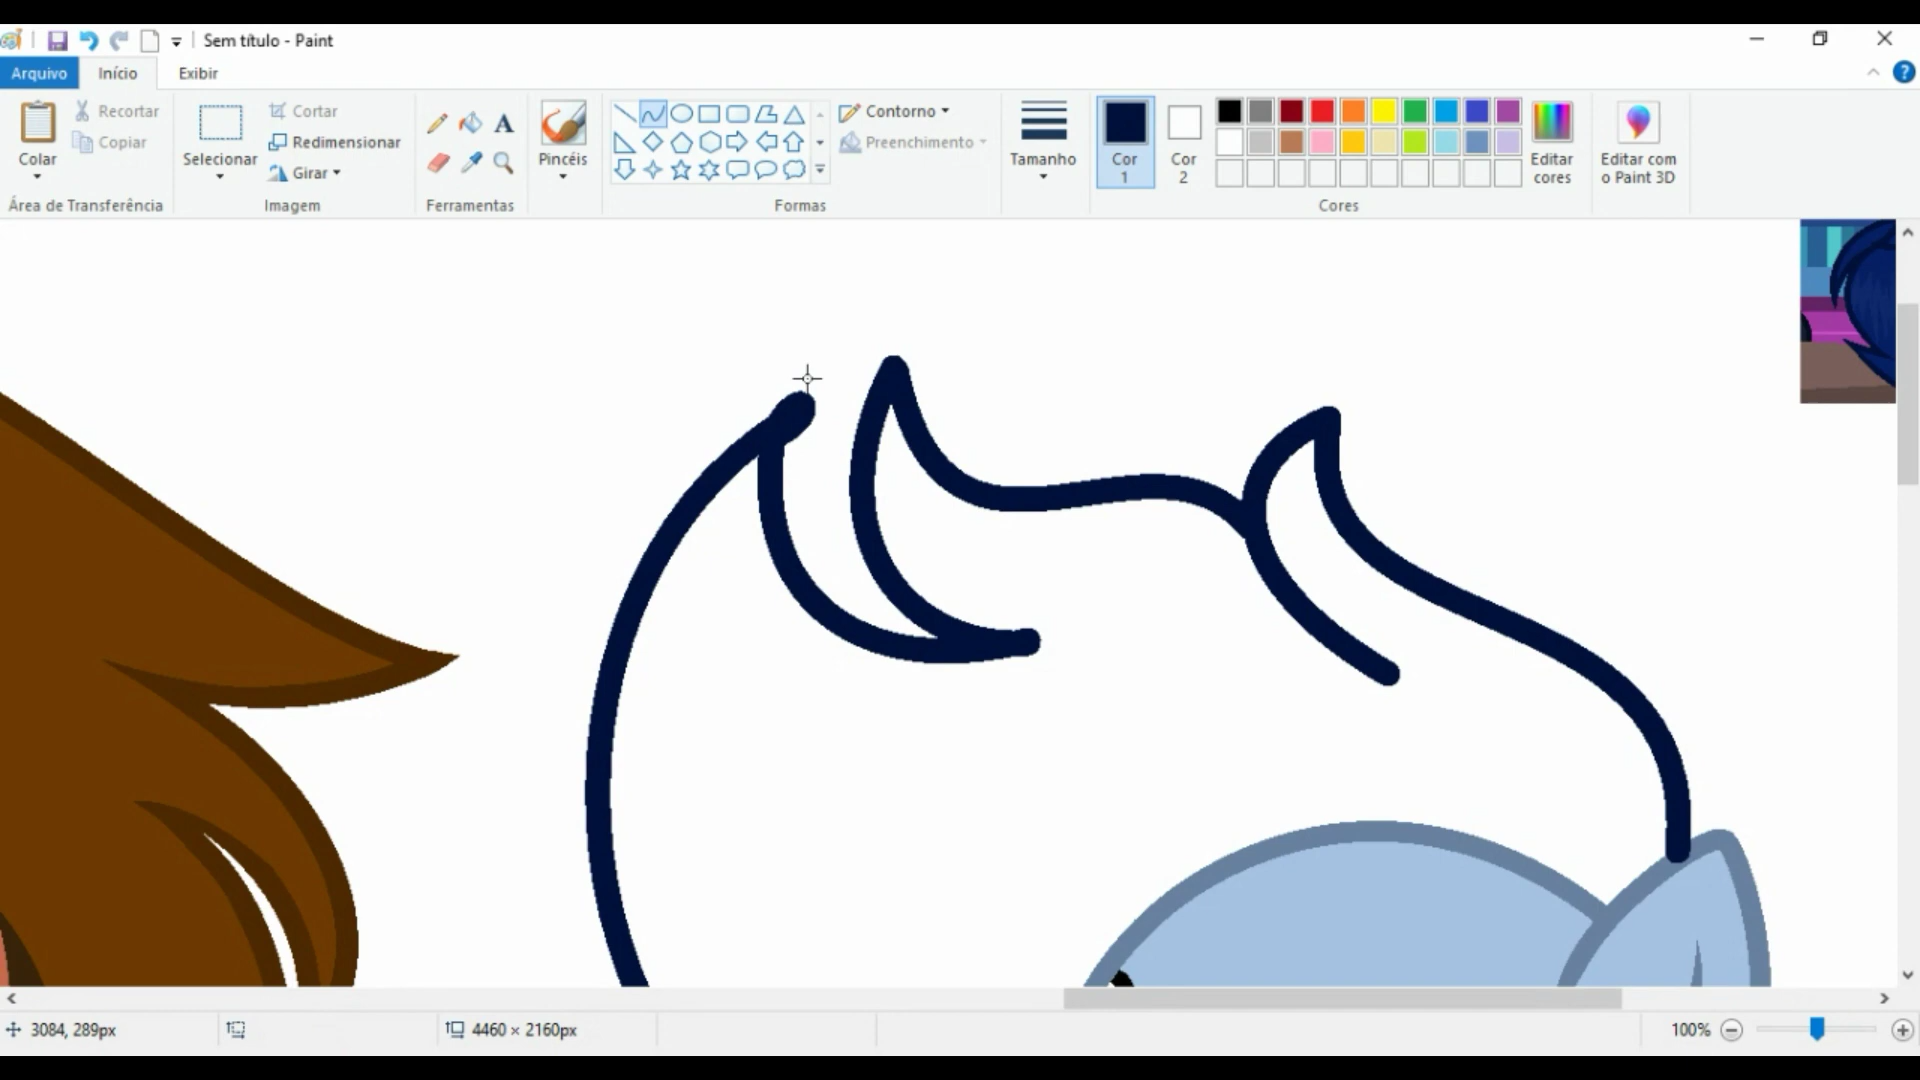 Sem título - Paint
Arquivo Início Exibir
Colar
Recortar
Copiar
Área de Transferência
Selecionar
Cortar
Redimensionar
Girar
Imagem
A
Ferramentas
Pincéis
Formas
Contorno
Preenchimento
Tamanho
Cor
1
Cor
2
Cores
Editar
cores
Editar com
o Paint 3D
?
3084, 289px
4460 × 2160px
100%